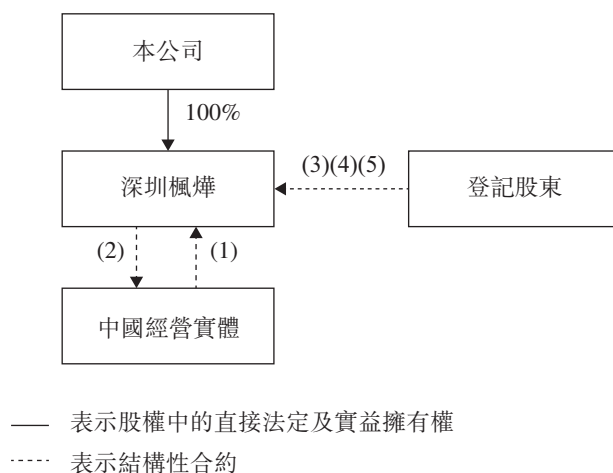 本公司
100%
(3)(4)(5)
深圳楓燁
登記股東
(2)
(1)
中國經營實體
表示股權中的直接法定及實益擁有權
表示結構性合約